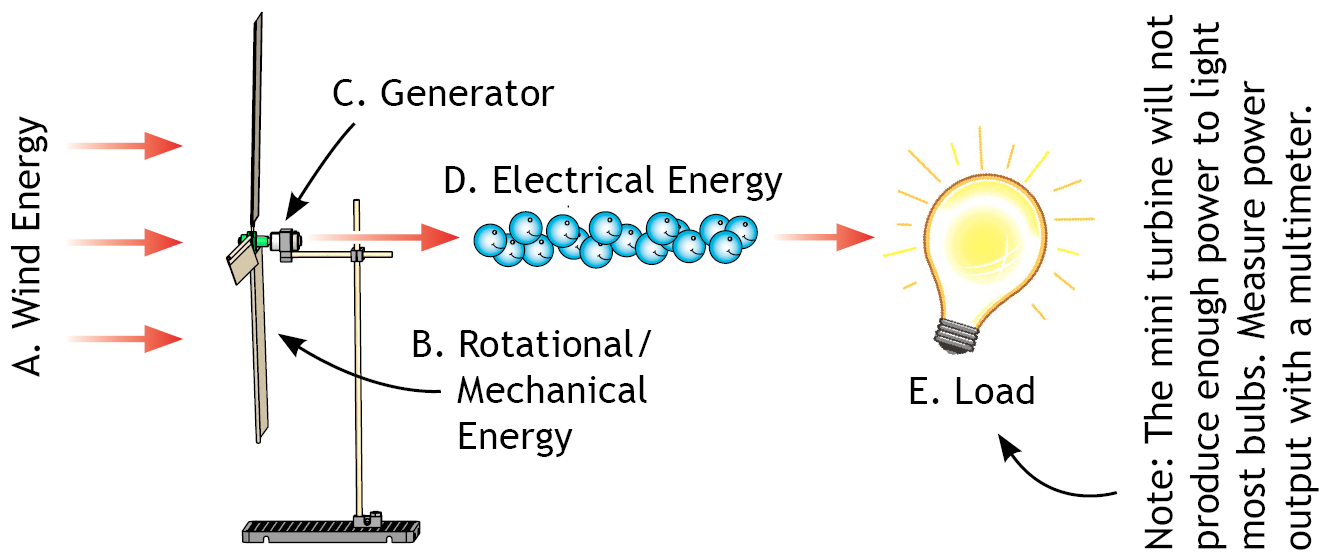 A. Wind Energy
C. Generator
D. Electrical Energy
B. Rotational/
Mechanical
Energy
E. Load
Note: The mini turbine will not
produce enough power to light
most bulbs. Measure power
output with a multimeter.